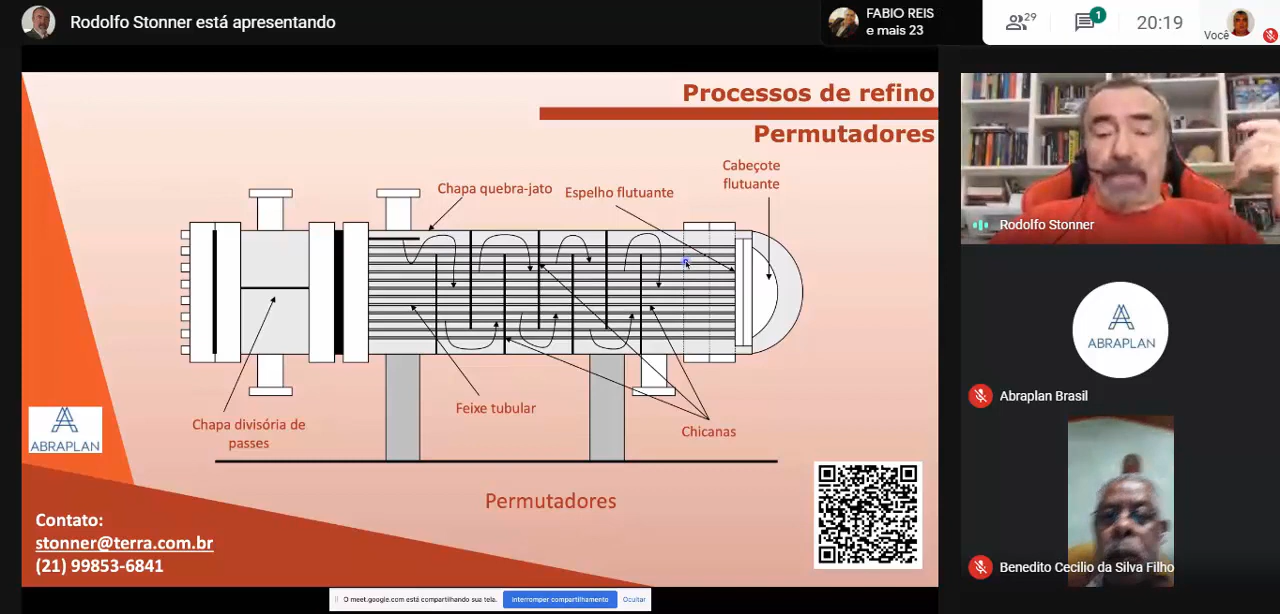 Rodolfo Stonner está apresentando
FABIO REIS
e mais 23
29
1
20:19
Você
Processos de refino
Permutadores
Cabeçote
flutuante
Chapa quebra-jato
Espelho flutuante
Feixe tubular
Chapa divisória de
passes
Chicanas
ABRAPLAN
Permutadores
Contato:
stonner@terra.com.br
(21) 99853-6841
Rodolfo Stonner
ABRAPLAN
Abraplan Brasil
Benedito Cecilio da Silva Filho
O meet.google.com está compartilhando sua tela.
Interromper compartilhamento
Ocultar